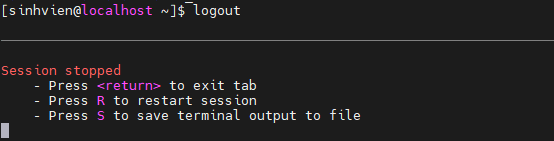 [sinhvien@localhost ~]$ logout
Session stopped
- Press <return> to exit tab
- Press R to restart session
- Press S to save terminal output to file